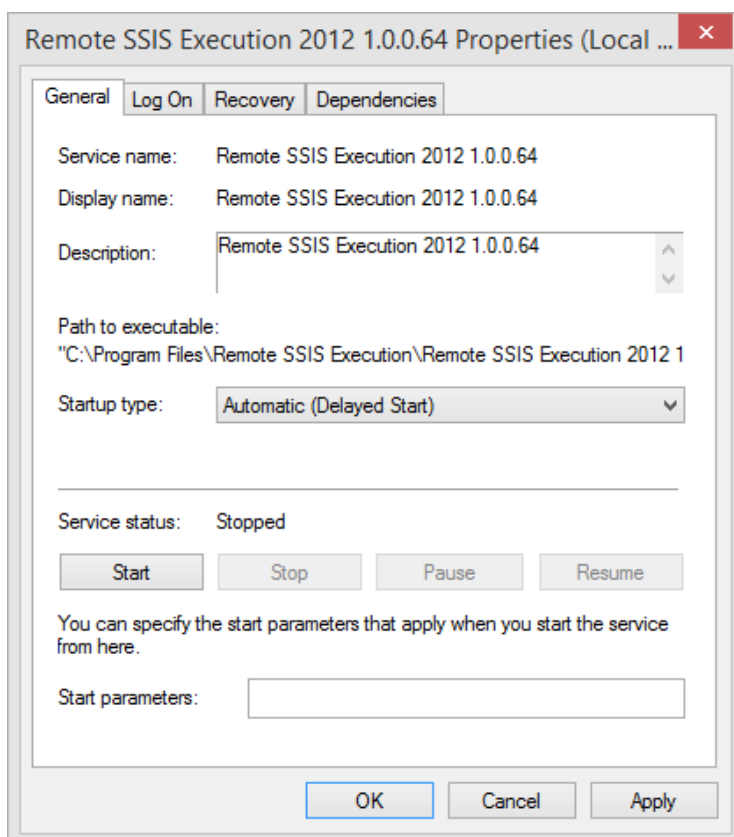 Remote SSIS Execution 2012 1.0.0.64 Properties (Local ...
General Log On Recovery Dependencies
Service name: Remote SSIS Execution 2012 1.0.0.64
Display name: Remote SSIS Execution 2012 1.0.0.64
Description: Remote SSIS Execution 2012 1.0.0.64
Path to executable:
"C:\Program Files\Remote SSIS Execution\Remote SSIS Execution 2012 1
Startup type: Automatic (Delayed Start)
Service status: Stopped
Start Stop Pause Resume
You can specify the start parameters that apply when you start the service
from here.
Start parameters:
OK Cancel Apply